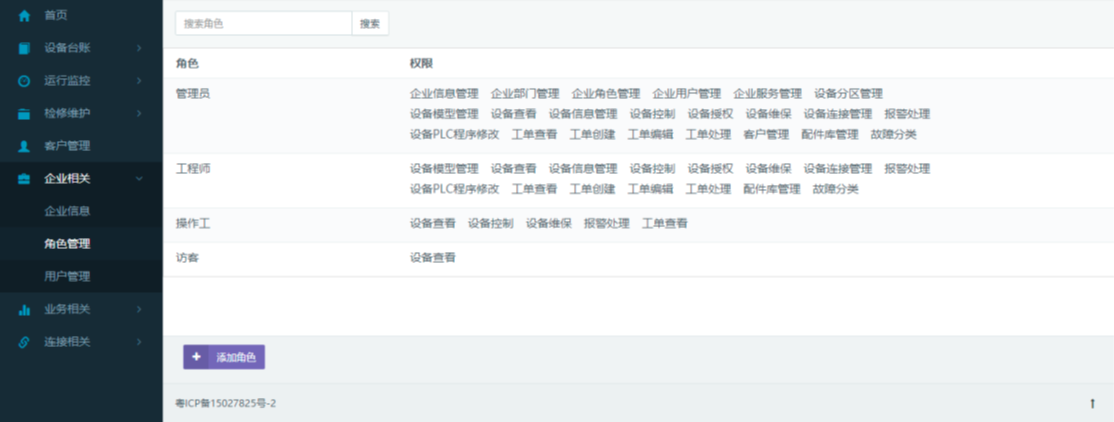 首页
设备台账
运行监控
检修维护
客户管理
企业相关
企业信息
角色管理
用户管理
业务相关
连接相关
搜索角色 搜索
角色 权限
管理员 企业信息管理 企业部门管理 企业角色管理 企业用户管理 企业服务管理 设备分区管理
设备模型管理 设备查看 设备信息管理 设备控制 设备授权 设备维保 设备连接管理 报警处理
设备PLC程序修改 工单查看 工单创建 工单编辑 工单处理 客户管理 配件库管理 故障分类
工程师 设备模型管理 设备查看 设备信息管理 设备控制 设备授权 设备维保 设备连接管理 报警处理
设备PLC程序修改 工单查看 工单创建 工单编辑 工单处理 配件库管理 故障分类
操作工 设备查看 设备控制 设备维保 报警处理 工单查看
访客 设备查看
添加角色
粤ICP备15027825号-2